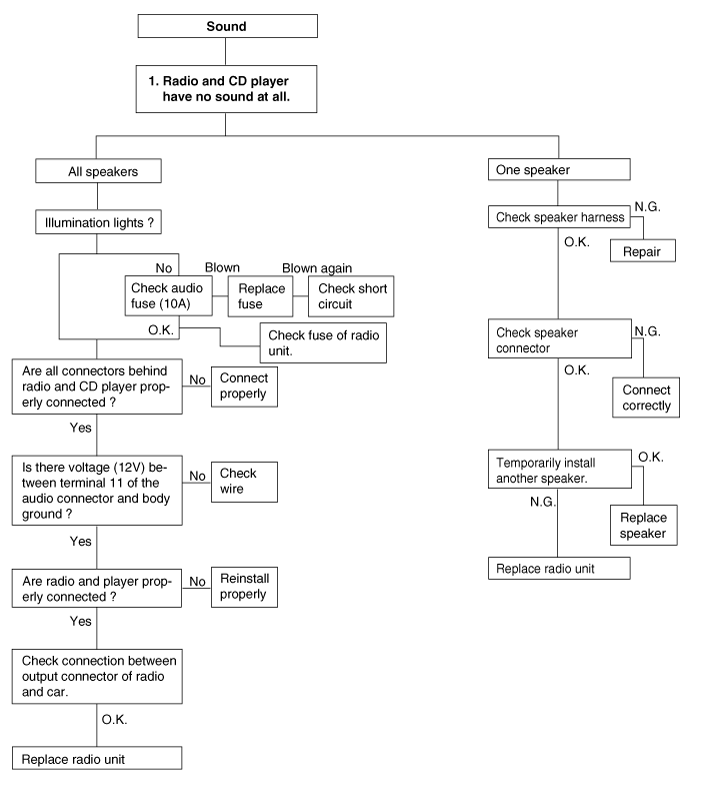 Sound
1. Radio and CD player
have no sound at all.
All speakers
Illumination lights ?
No
Blown
Blown again
Check audio
fuse (10A)
Replace
fuse
Check short
circuit
O.K.
Check fuse of radio
unit.
Are all connectors behind
radio and CD player prop-
erly connected ?
No
Connect
properly
Yes
Is there voltage (12V) be-
tween terminal 11 of the
audio connector and body
ground ?
No
Check
wire
Yes
Are radio and player prop-
erly connected ?
No
Reinstall
properly
Yes
Check connection between
output connector of radio
and car.
O.K.
Replace radio unit
One speaker
Check speaker harness
N.G.
Repair
O.K.
Check speaker
connector
N.G.
Connect
correctly
O.K.
Temporarily install
another speaker.
O.K.
Replace
speaker
N.G.
Replace radio unit